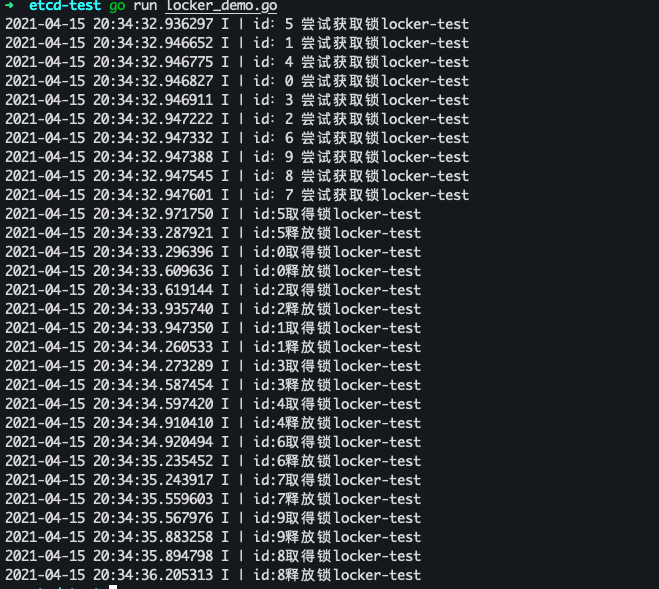 ➜ etcd-test go run locker_demo.go
2021-04-15 20:34:32.936297 I | id: 5 尝试获取锁locker-test
2021-04-15 20:34:32.946652 I | id: 1 尝试获取锁locker-test
2021-04-15 20:34:32.946775 I | id: 4 尝试获取锁locker-test
2021-04-15 20:34:32.946827 I | id: 0 尝试获取锁locker-test
2021-04-15 20:34:32.946911 I | id: 3 尝试获取锁locker-test
2021-04-15 20:34:32.947222 I | id: 2 尝试获取锁locker-test
2021-04-15 20:34:32.947332 I | id: 6 尝试获取锁locker-test
2021-04-15 20:34:32.947388 I | id: 9 尝试获取锁locker-test
2021-04-15 20:34:32.947545 I | id: 8 尝试获取锁locker-test
2021-04-15 20:34:32.947601 I | id: 7 尝试获取锁locker-test
2021-04-15 20:34:32.971750 I | id:5取得锁locker-test
2021-04-15 20:34:33.287921 I | id:5释放锁locker-test
2021-04-15 20:34:33.296396 I | id:0取得锁locker-test
2021-04-15 20:34:33.609636 I | id:0释放锁locker-test
2021-04-15 20:34:33.619144 I | id:2取得锁locker-test
2021-04-15 20:34:33.935740 I | id:2释放锁locker-test
2021-04-15 20:34:33.947350 I | id:1取得锁locker-test
2021-04-15 20:34:34.260533 I | id:1释放锁locker-test
2021-04-15 20:34:34.273289 I | id:3取得锁locker-test
2021-04-15 20:34:34.587454 I | id:3释放锁locker-test
2021-04-15 20:34:34.597420 I | id:4取得锁locker-test
2021-04-15 20:34:34.910410 I | id:4释放锁locker-test
2021-04-15 20:34:34.920494 I | id:6取得锁locker-test
2021-04-15 20:34:35.235452 I | id:6释放锁locker-test
2021-04-15 20:34:35.243917 I | id:7取得锁locker-test
2021-04-15 20:34:35.559603 I | id:7释放锁locker-test
2021-04-15 20:34:35.567976 I | id:9取得锁locker-test
2021-04-15 20:34:35.883258 I | id:9释放锁locker-test
2021-04-15 20:34:35.894798 I | id:8取得锁locker-test
2021-04-15 20:34:36.205313 I | id:8释放锁locker-test